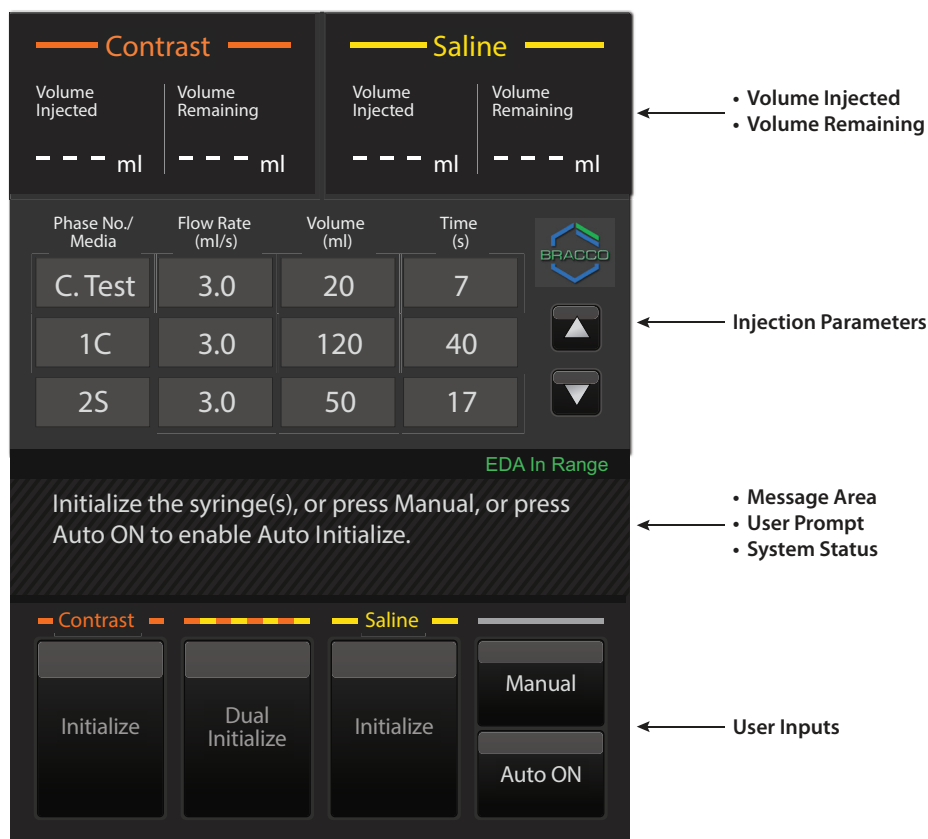 Contrast
Saline
Volume Injected
Volume Remaining
Volume Injected
Volume Remaining
– – – ml
– – – ml
– – – ml
– – – ml
• Volume Injected
• Volume Remaining
Phase No./ Media
Flow Rate (ml/s)
Volume (ml)
Time (s)
BRACCO
C. Test 3.0 20 7
1C 3.0 120 40
2S 3.0 50 17
Injection Parameters
EDA In Range
Initialize the syringe(s), or press Manual, or press
Auto ON to enable Auto Initialize.
• Message Area
• User Prompt
• System Status
Contrast
Saline
Initialize
Dual
Initialize
Initialize
Manual
Auto ON
User Inputs